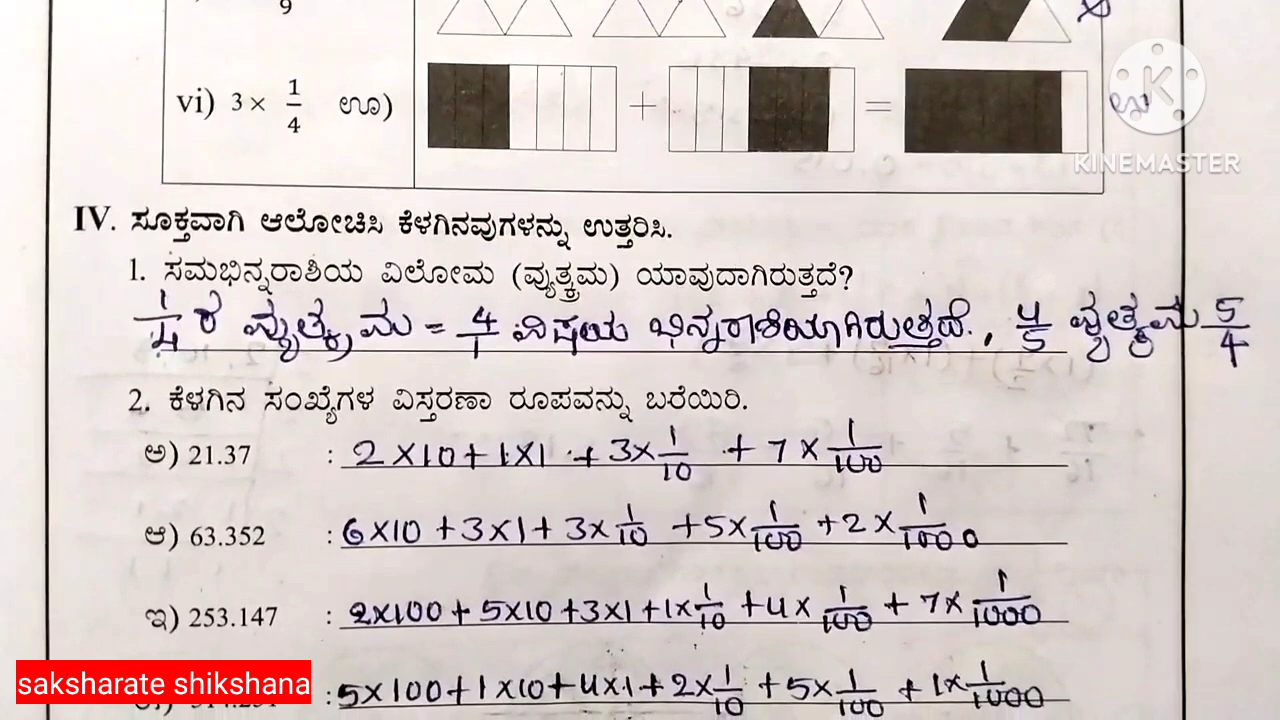 9
vi) 3 × 1/4 ಊ) + =
KINEMASTER
IV. ಸೂಕ್ತವಾಗಿ ಆಲೋಚಿಸಿ ಕೆಳಗಿನವುಗಳನ್ನು ಉತ್ತರಿಸಿ.
1. ಸಮಭಿನ್ನರಾಶಿಯ ವಿಲೋಮ (ವ್ಯುತ್ಕ್ರಮ) ಯಾವುದಾಗಿರುತ್ತದೆ?
1/4 ರ ವ್ಯುತ್ಕ್ರಮ = 4/1 ವಿಷಯ ಭಿನ್ನರಾಶಿಯಾಗಿರುತ್ತದೆ, 4/5 ವ್ಯುತ್ಕ್ರಮ 5/4
2. ಕೆಳಗಿನ ಸಂಖ್ಯೆಗಳ ವಿಸ್ತರಣಾ ರೂಪವನ್ನು ಬರೆಯಿರಿ.
ಅ) 21.37 : 2×10+1×1+3×1/10+7×1/100
ಆ) 63.352 : 6×10+3×1+3×1/10+5×1/100+2×1/1000
ಇ) 253.147 : 2×100+5×10+3×1+1×1/10+4×1/100+7×1/1000
: 5×100+1×10+4×1+2×1/10+5×1/100+1×1/1000
saksharate shikshana